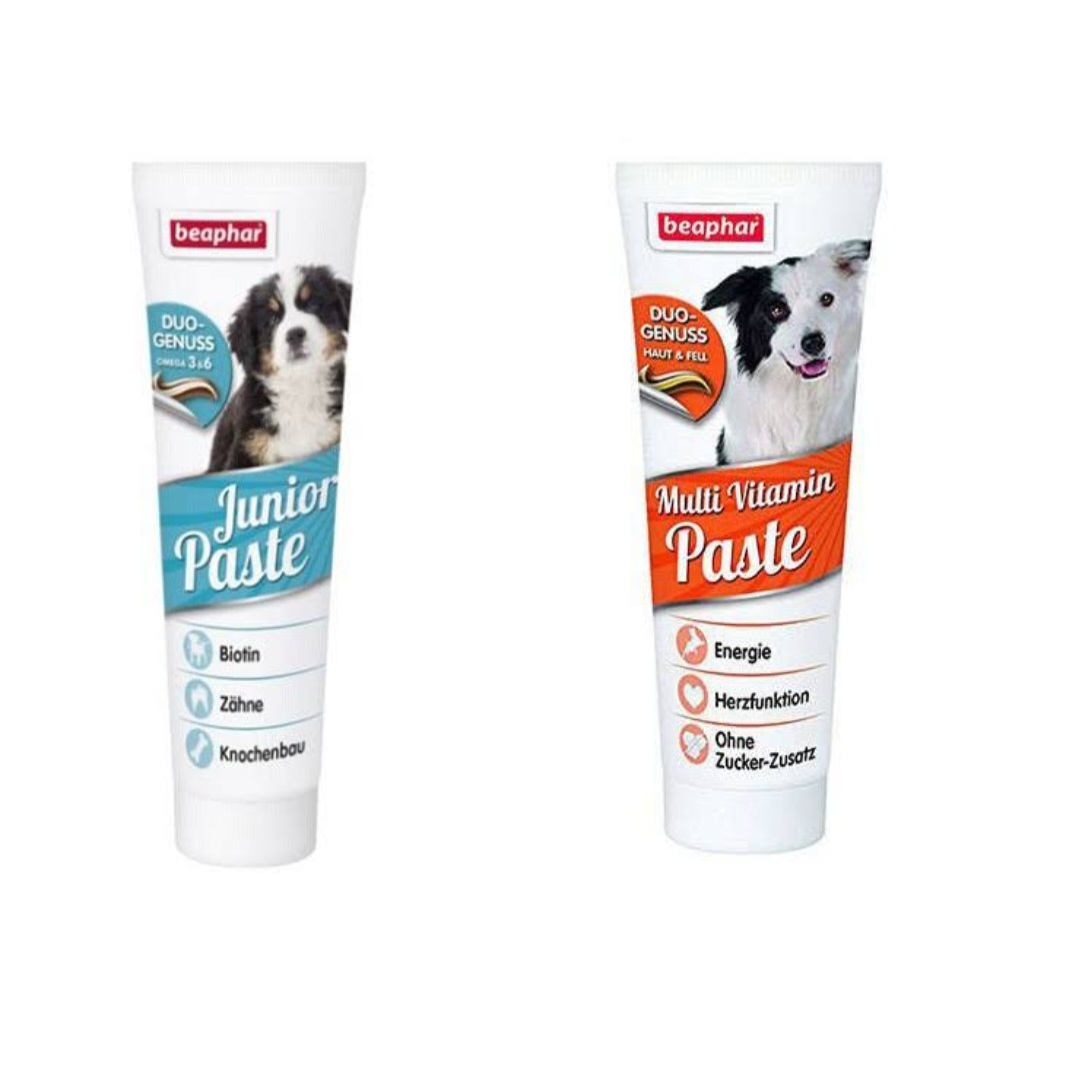 beaphar
DUO-
GENUSS
OMEGA 3&6
Junior
Paste
Biotin
Zähne
Knochenbau
beaphar
DUO-
GENUSS
HAUT & FELL
Multi Vitamin
Paste
Energie
Herzfunktion
Ohne
Zucker-Zusatz